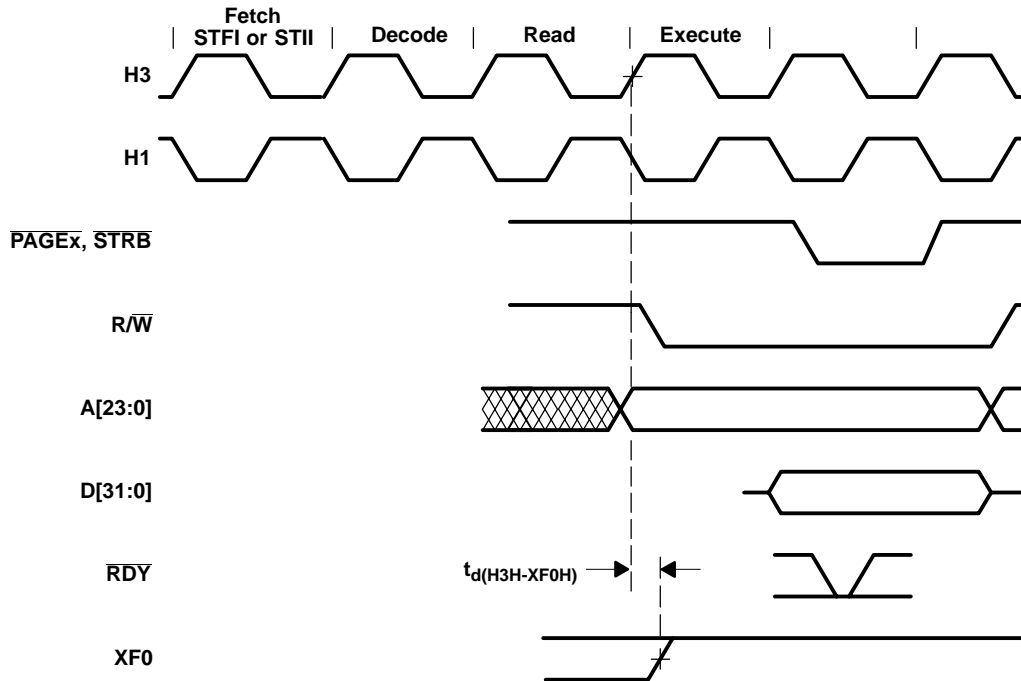 Fetch
STFI or STII
Decode
Read
Execute
H3
H1
PAGEx, STRB
R/W
A[23:0]
D[31:0]
RDY
td(H3H-XF0H)
XF0